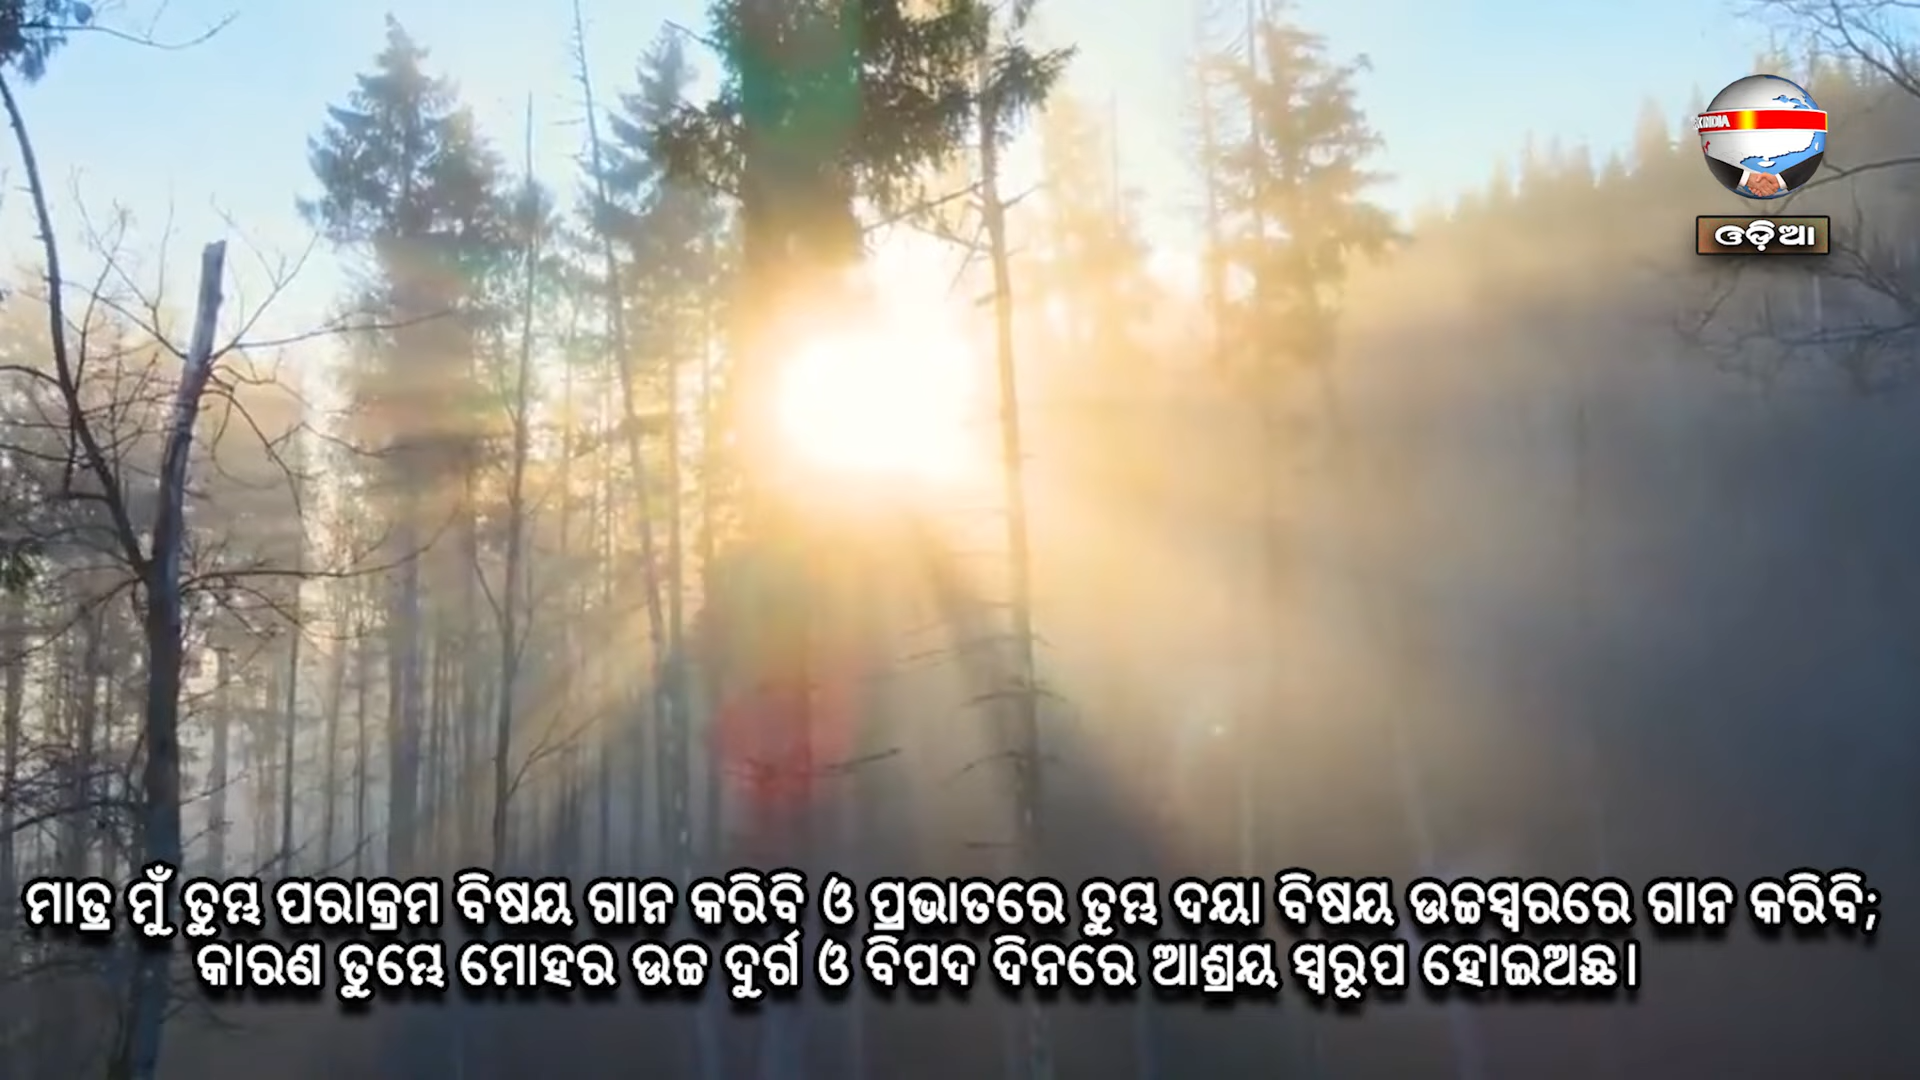 KINDIA
ଓଡ଼ିଆ
ମାତ୍ର ମୁଁ ତୁମ୍ଭ ପରାକ୍ରମ ବିଷୟ ଗାନ କରିବି ଓ ପ୍ରଭାତରେ ତୁମ୍ଭ ଦୟା ବିଷୟ ଉଚ୍ଚସ୍ୱରରେ ଗାନ କରିବି;
କାରଣ ତୁମ୍ଭେ ମୋହର ଉଚ୍ଚ ଦୁର୍ଗ ଓ ବିପଦ ଦିନରେ ଆଶ୍ରୟ ସ୍ୱରୂପ ହୋଇଅଛ।